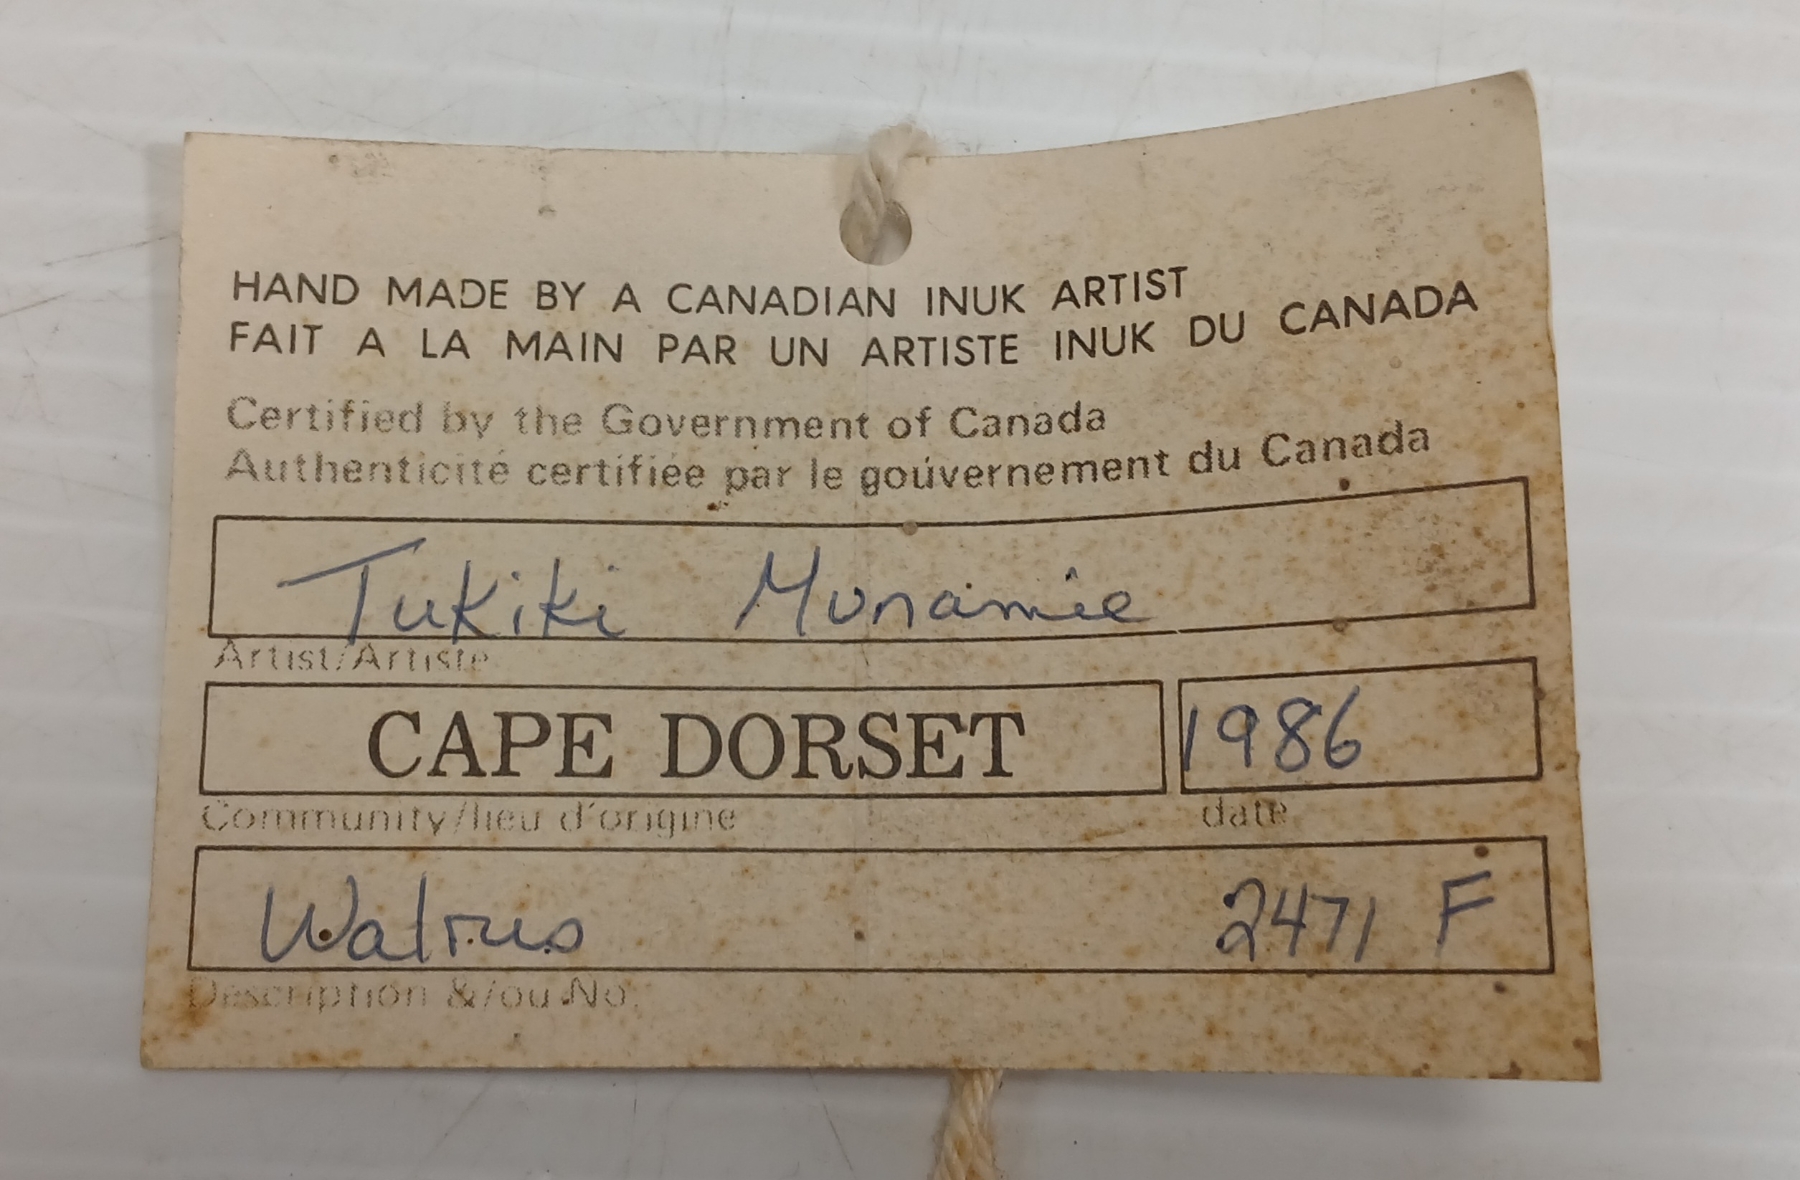 HAND MADE BY A CANADIAN INUK ARTIST
FAIT A LA MAIN PAR UN ARTISTE INUK DU CANADA
Certified by the Government of Canada
Authenticité certifiée par le gouvernement du Canada
Tukiki Munamie
Artist/Artiste
CAPE DORSET 1986
Community/lieu d'origine date
Walrus 2471 F
Description &/ou No.